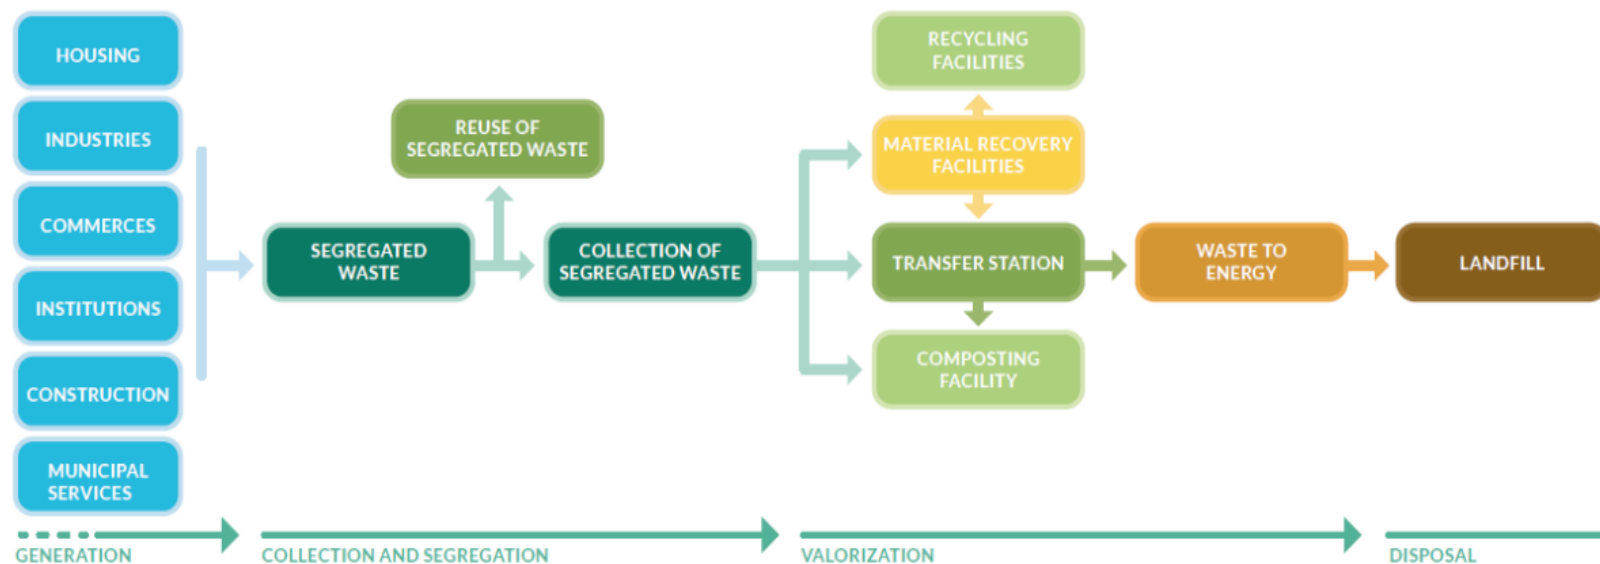 HOUSING
INDUSTRIES
COMMERCES
INSTITUTIONS
CONSTRUCTION
MUNICIPAL
SERVICES
SEGREGATED
WASTE
REUSE OF
SEGREGATED WASTE
COLLECTION OF
SEGREGATED WASTE
RECYCLING
FACILITIES
MATERIAL RECOVERY
FACILITIES
TRANSFER STATION
COMPOSTING
FACILITY
WASTE TO
ENERGY
LANDFILL
GENERATION
COLLECTION AND SEGREGATION
VALORIZATION
DISPOSAL